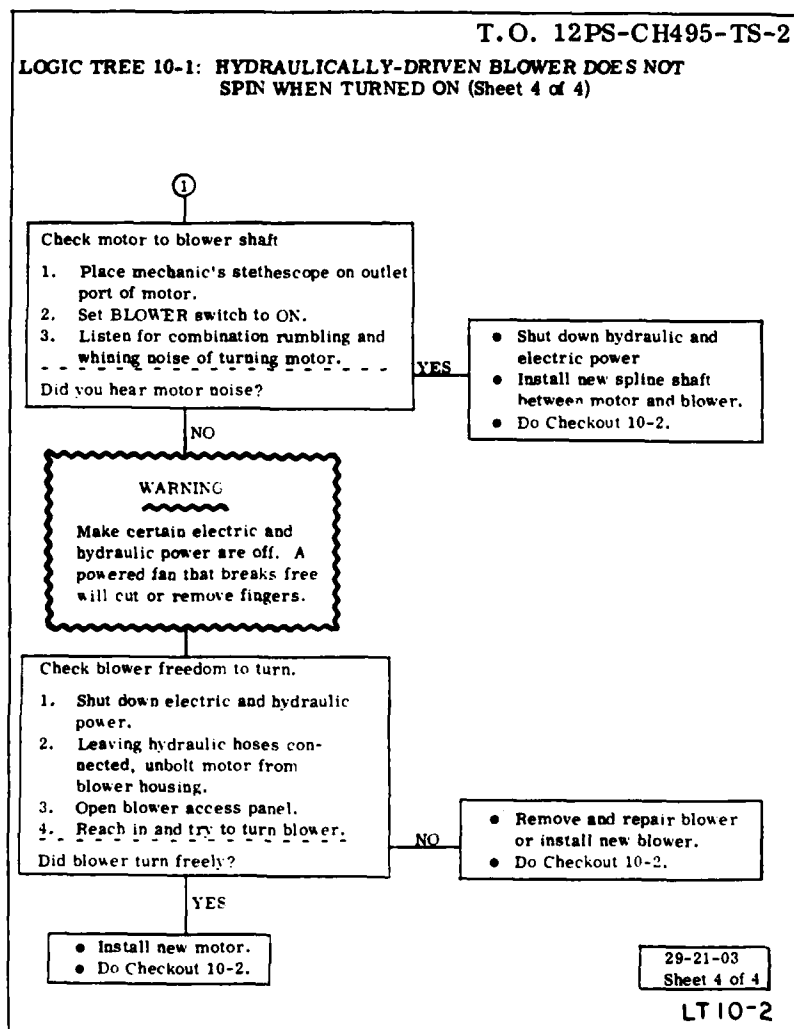 T.O. 12PS-CH495-TS-2
LOGIC TREE 10-1: HYDRAULICALLY-DRIVEN BLOWER DOES NOT
SPIN WHEN TURNED ON (Sheet 4 of 4)
1
Check motor to blower shaft
1. Place mechanic's stethescope on outlet
port of motor.
2. Set BLOWER switch to ON.
3. Listen for combination rumbling and
whining noise of turning motor.
Did you hear motor noise?
YES
● Shut down hydraulic and
electric power
● Install new spline shaft
between motor and blower.
● Do Checkout 10-2.
NO
WARNING
Make certain electric and
hydraulic power are off. A
powered fan that breaks free
will cut or remove fingers.
Check blower freedom to turn.
1. Shut down electric and hydraulic
power.
2. Leaving hydraulic hoses con-
nected, unbolt motor from
blower housing.
3. Open blower access panel.
4. Reach in and try to turn blower.
Did blower turn freely?
NO
● Remove and repair blower
or install new blower.
● Do Checkout 10-2.
YES
● Install new motor.
● Do Checkout 10-2.
29-21-03
Sheet 4 of 4
LT 10-2